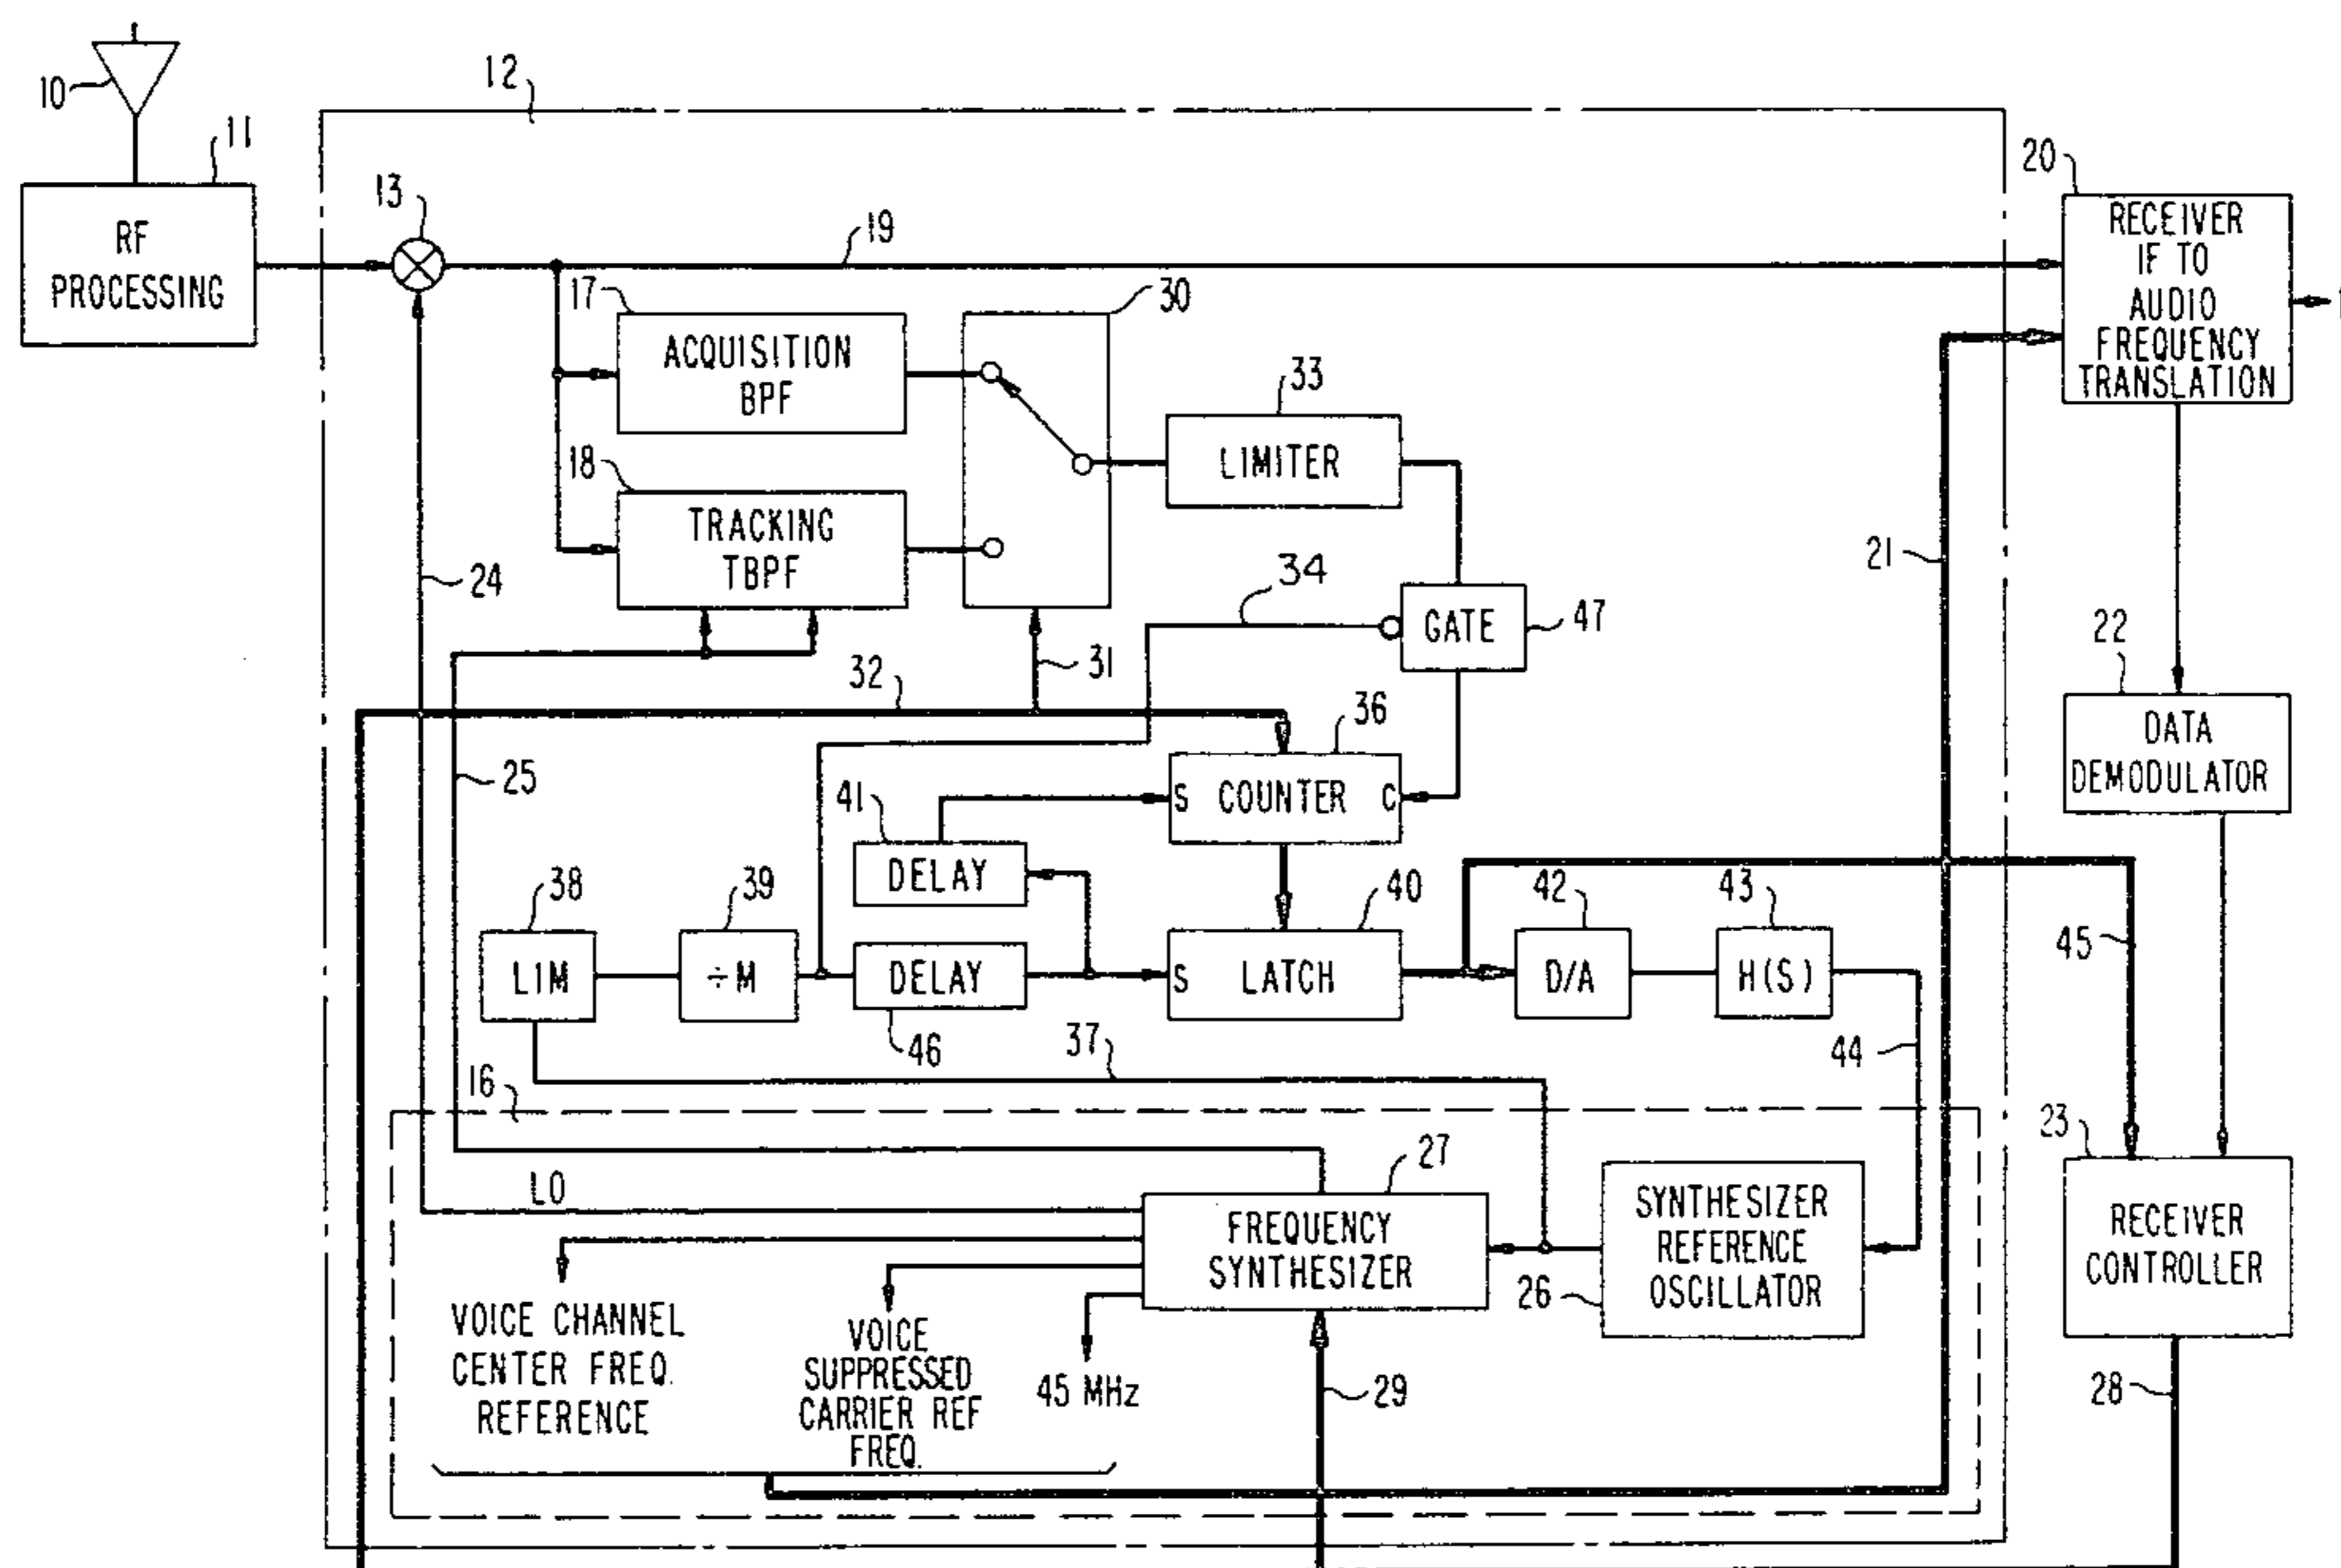 10
11
RF
PROCESSING
12
13
19
20
RECEIVER
IF TO
AUDIO
FREQUENCY
TRANSLATION
17
ACQUISITION
BPF
30
33
LIMITER
18
TRACKING
TBPF
24
34
GATE
47
21
22
DATA
DEMODULATOR
31
32
25
36
S COUNTER C
41
DELAY
38
LIM
39
÷M
DELAY
46
40
S LATCH
42
D/A
43
H(S)
44
45
37
16
23
RECEIVER
CONTROLLER
LO
27
FREQUENCY
SYNTHESIZER
26
SYNTHESIZER
REFERENCE
OSCILLATOR
VOICE CHANNEL
CENTER FREQ.
REFERENCE
VOICE
SUPPRESSED
CARRIER REF
FREQ.
45 MHz
29
28